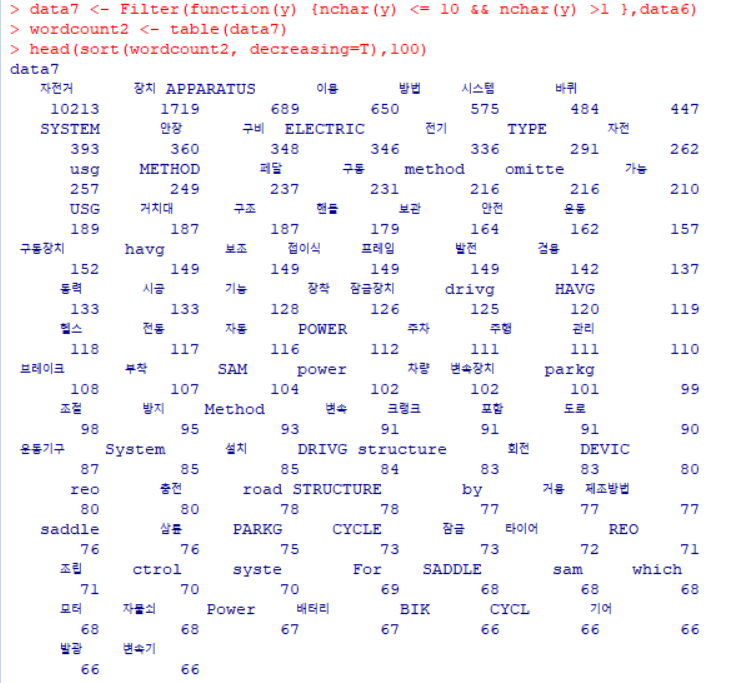 > data7 <- Filter(function(y) {nchar(y) <= 10 && nchar(y) >1 },data6)
> wordcount2 <- table(data7)
> head(sort(wordcount2, decreasing=T),100)
data7
자전거 장치 APPARATUS 이용 방법 시스템 바퀴
10213 1719 689 650 575 484 447
SYSTEM 안장 구비 ELECTRIC 전기 TYPE 자전
393 360 348 346 336 291 262
usg METHOD 페달 구동 method omitte 가능
257 249 237 231 216 216 210
USG 거치대 구조 핸들 보관 안전 운동
189 187 187 179 164 162 157
구동장치 havg 보조 접이식 프레임 발전 겸용
152 149 149 149 149 142 137
동력 시공 기능 장착 잠금장치 drivg HAVG
133 133 128 126 125 120 119
헬스 전동 자동 POWER 주차 주행 관리
118 117 116 112 111 111 110
브레이크 부착 SAM power 차량 변속장치 parkg
108 107 104 102 102 101 99
조절 방지 Method 변속 크랭크 포함 도로
98 95 93 91 91 91 90
운동기구 System 설치 DRIVG structure 회전 DEVIC
87 85 85 84 83 83 80
reo 충전 road STRUCTURE by 거용 제조방법
80 80 78 78 77 77 77
saddle 삼륜 PARKG CYCLE 잠금 타이어 REO
76 76 75 73 73 72 71
조립 ctrol syste For SADDLE sam which
71 70 70 69 68 68 68
모터 자물쇠 Power 배터리 BIK CYCL 기어
68 68 67 67 66 66 66
발광 변속기
66 66